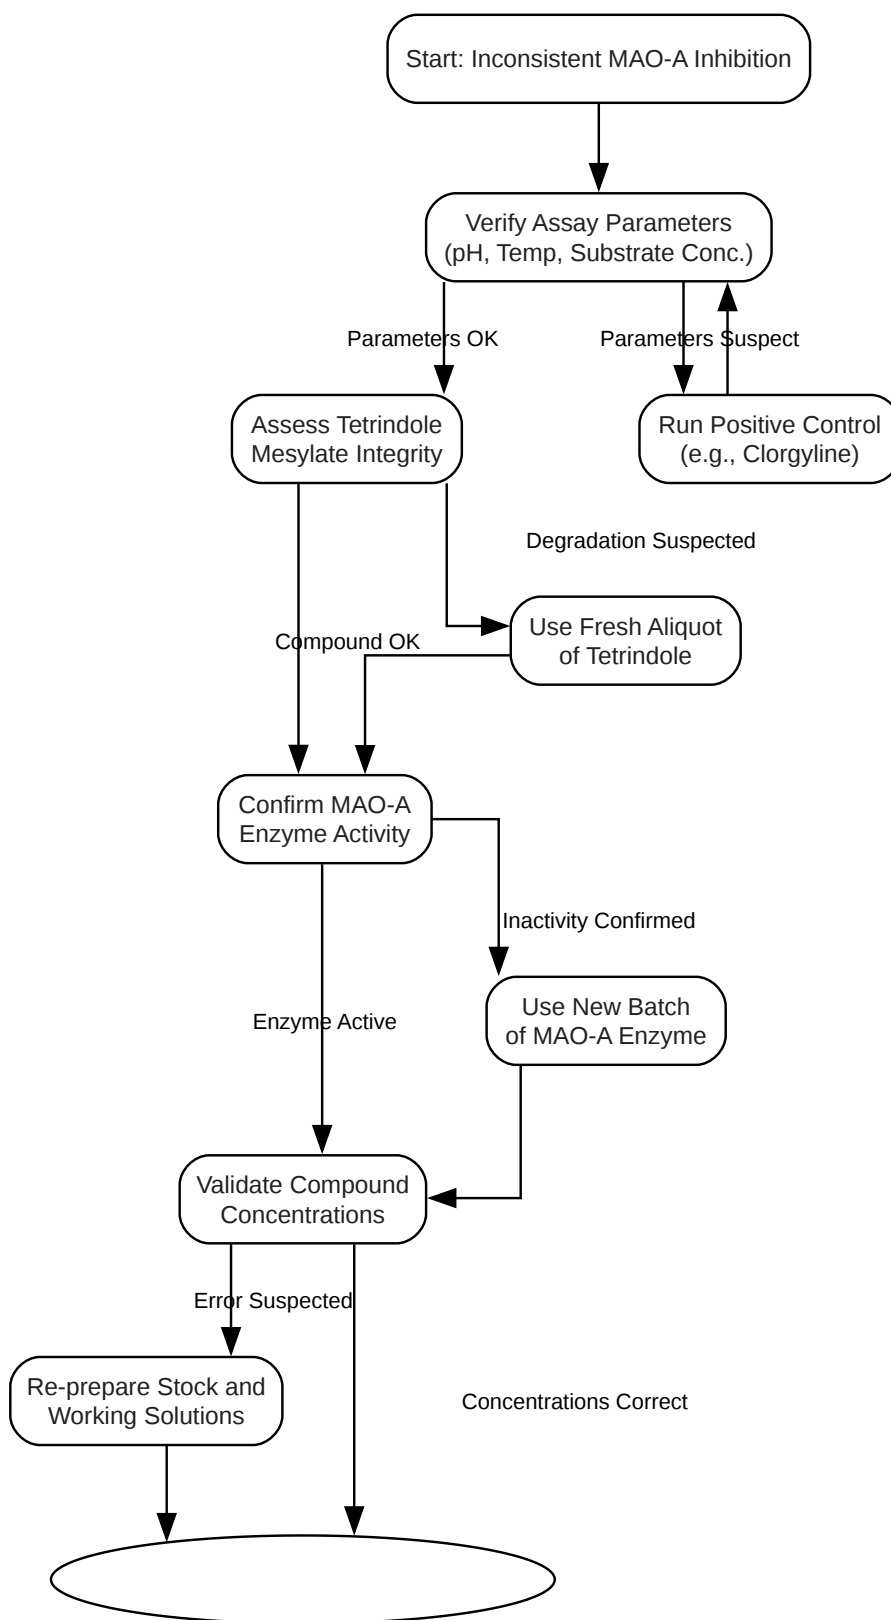 Start: Inconsistent MAO-A Inhibition
Verify Assay Parameters
(pH, Temp, Substrate Conc.)
Parameters OK
Parameters Suspect
Assess Tetrindole
Mesylate Integrity
Run Positive Control
(e.g., Clorgyline)
Degradation Suspected
Use Fresh Aliquot
of Tetrindole
Compound OK
Confirm MAO-A
Enzyme Activity
Inactivity Confirmed
Use New Batch
of MAO-A Enzyme
Enzyme Active
Validate Compound
Concentrations
Error Suspected
Re-prepare Stock and
Working Solutions
Concentrations Correct